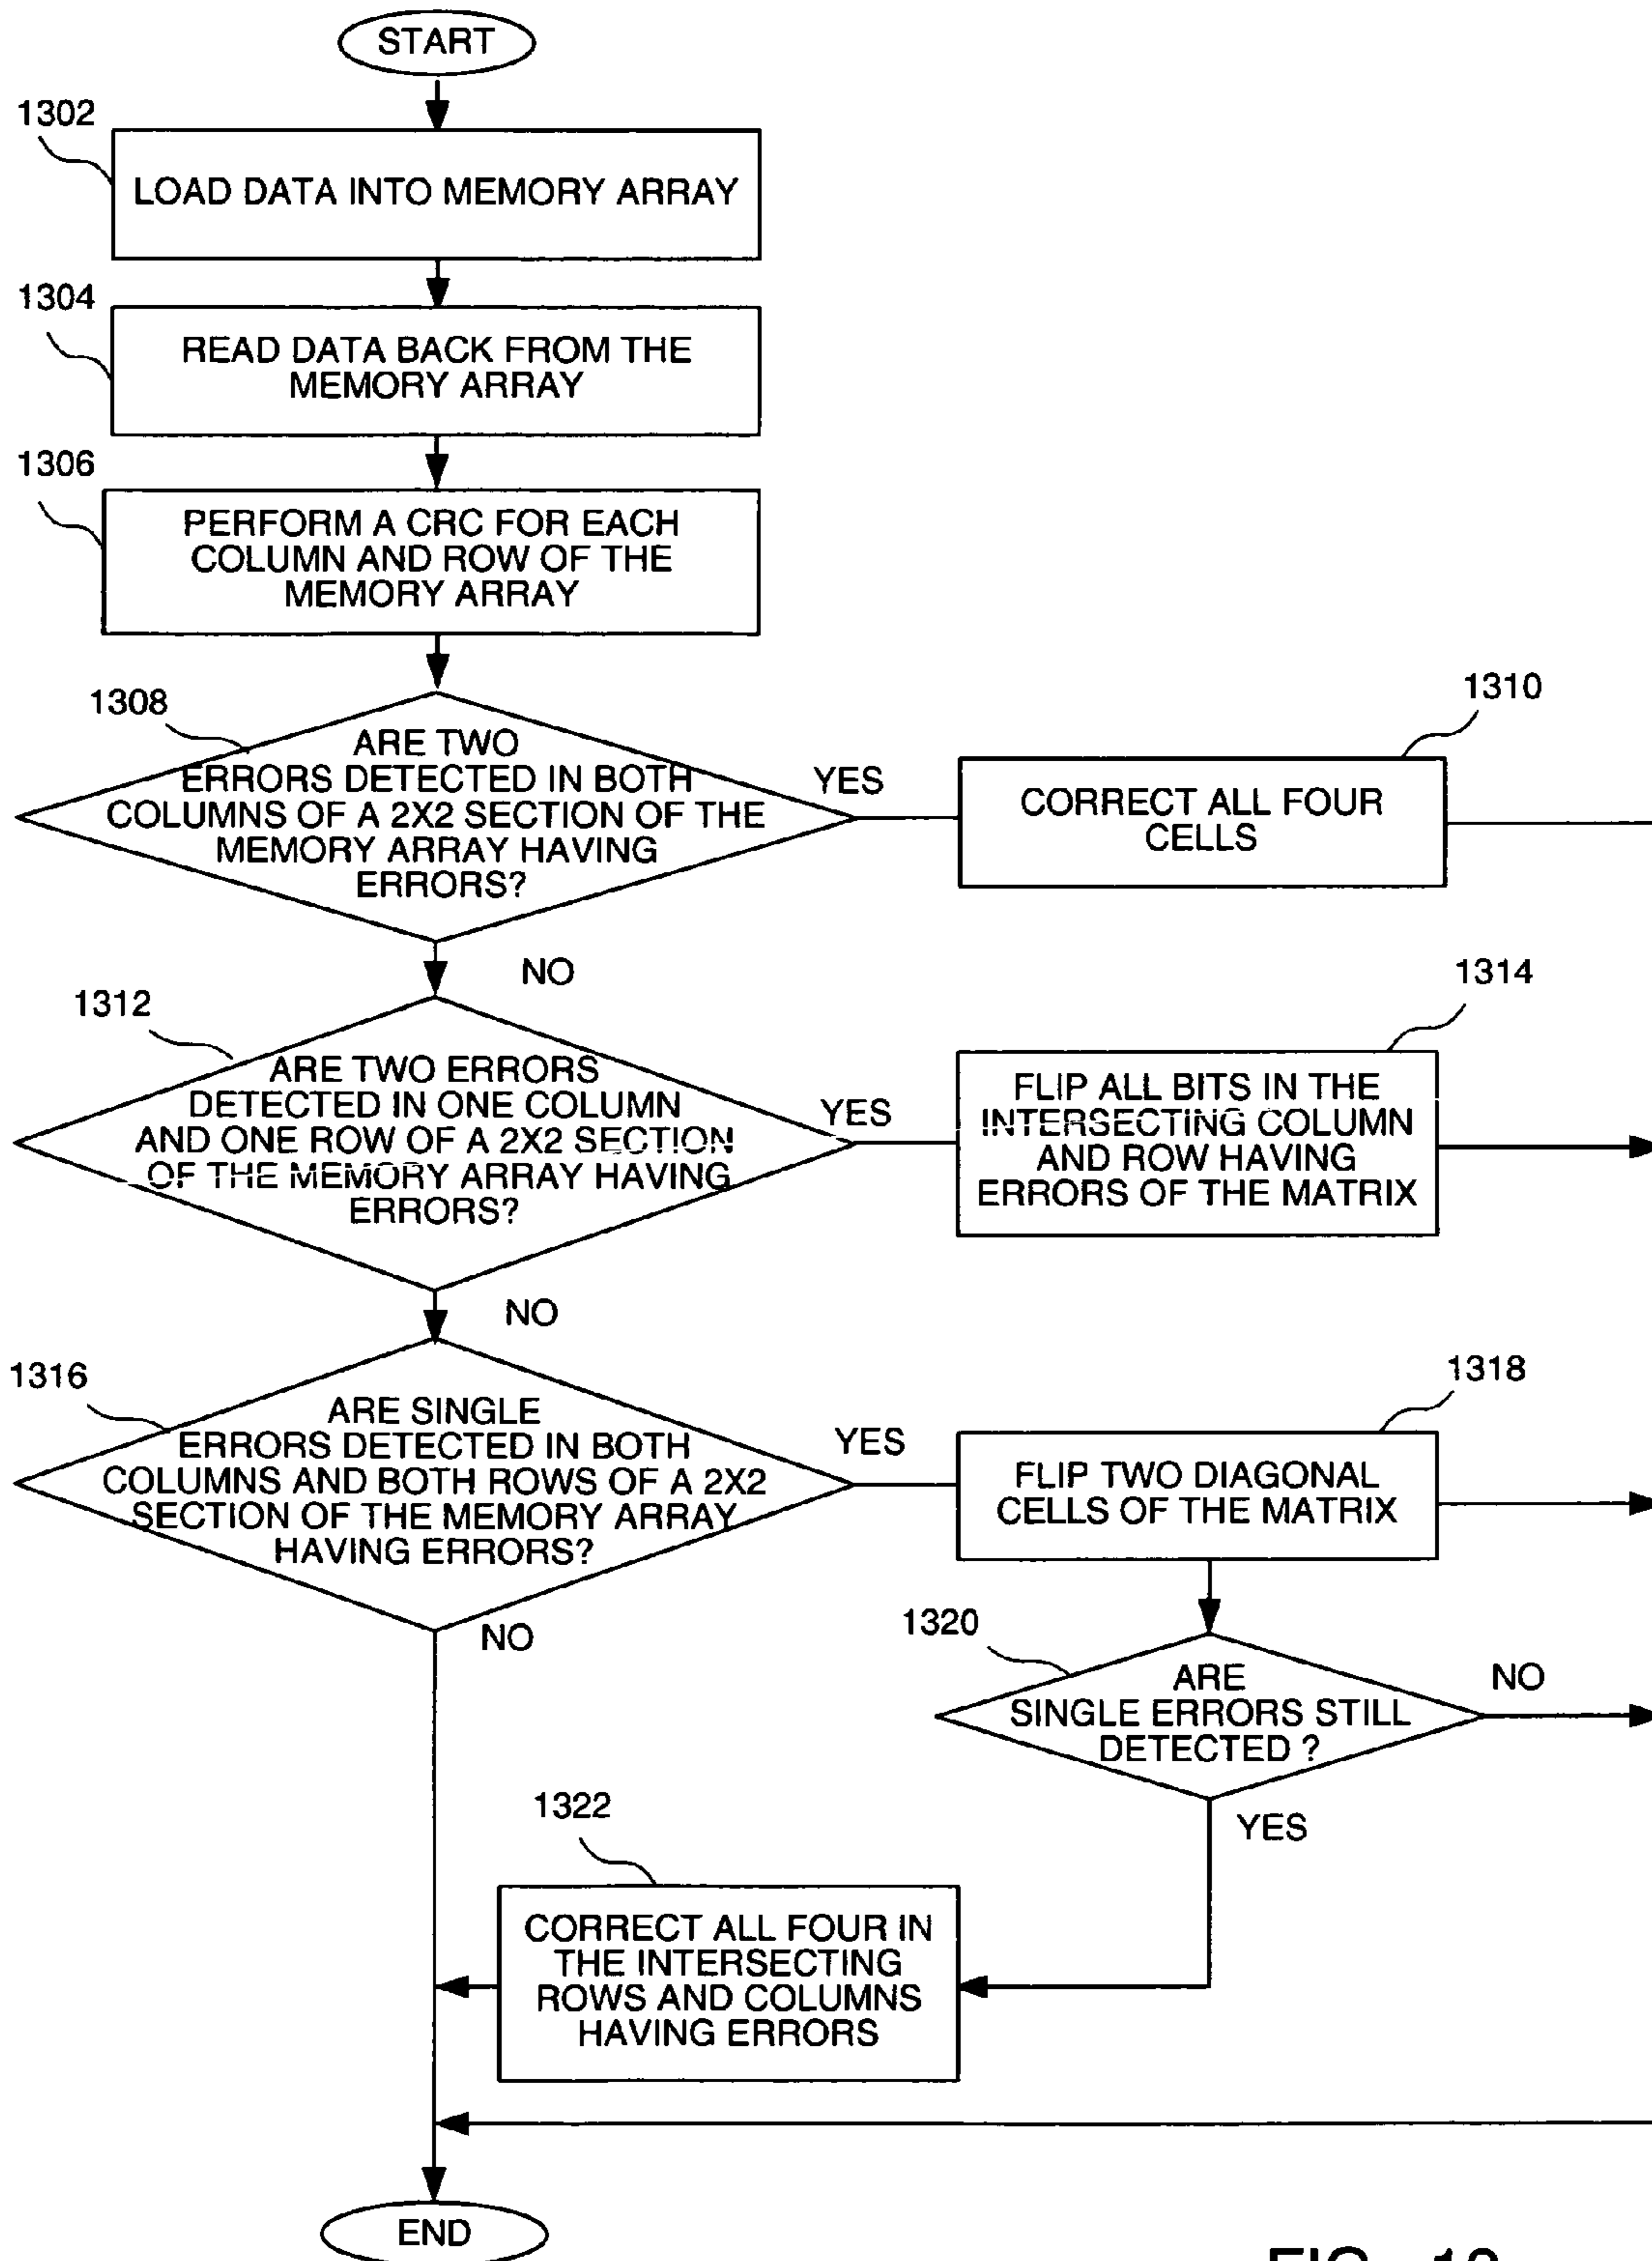 START
1302
LOAD DATA INTO MEMORY ARRAY
1304
READ DATA BACK FROM THE
MEMORY ARRAY
1306
PERFORM A CRC FOR EACH
COLUMN AND ROW OF THE
MEMORY ARRAY
1308
ARE TWO
ERRORS DETECTED IN BOTH
COLUMNS OF A 2X2 SECTION OF THE
MEMORY ARRAY HAVING
ERRORS?
YES
1310
CORRECT ALL FOUR
CELLS
NO
1312
ARE TWO ERRORS
DETECTED IN ONE COLUMN
AND ONE ROW OF A 2X2 SECTION
OF THE MEMORY ARRAY HAVING
ERRORS?
YES
1314
FLIP ALL BITS IN THE
INTERSECTING COLUMN
AND ROW HAVING
ERRORS OF THE MATRIX
NO
1316
ARE SINGLE
ERRORS DETECTED IN BOTH
COLUMNS AND BOTH ROWS OF A 2X2
SECTION OF THE MEMORY ARRAY
HAVING ERRORS?
YES
1318
FLIP TWO DIAGONAL
CELLS OF THE MATRIX
NO
1320
ARE
SINGLE ERRORS STILL
DETECTED ?
NO
YES
1322
CORRECT ALL FOUR IN
THE INTERSECTING
ROWS AND COLUMNS
HAVING ERRORS
END